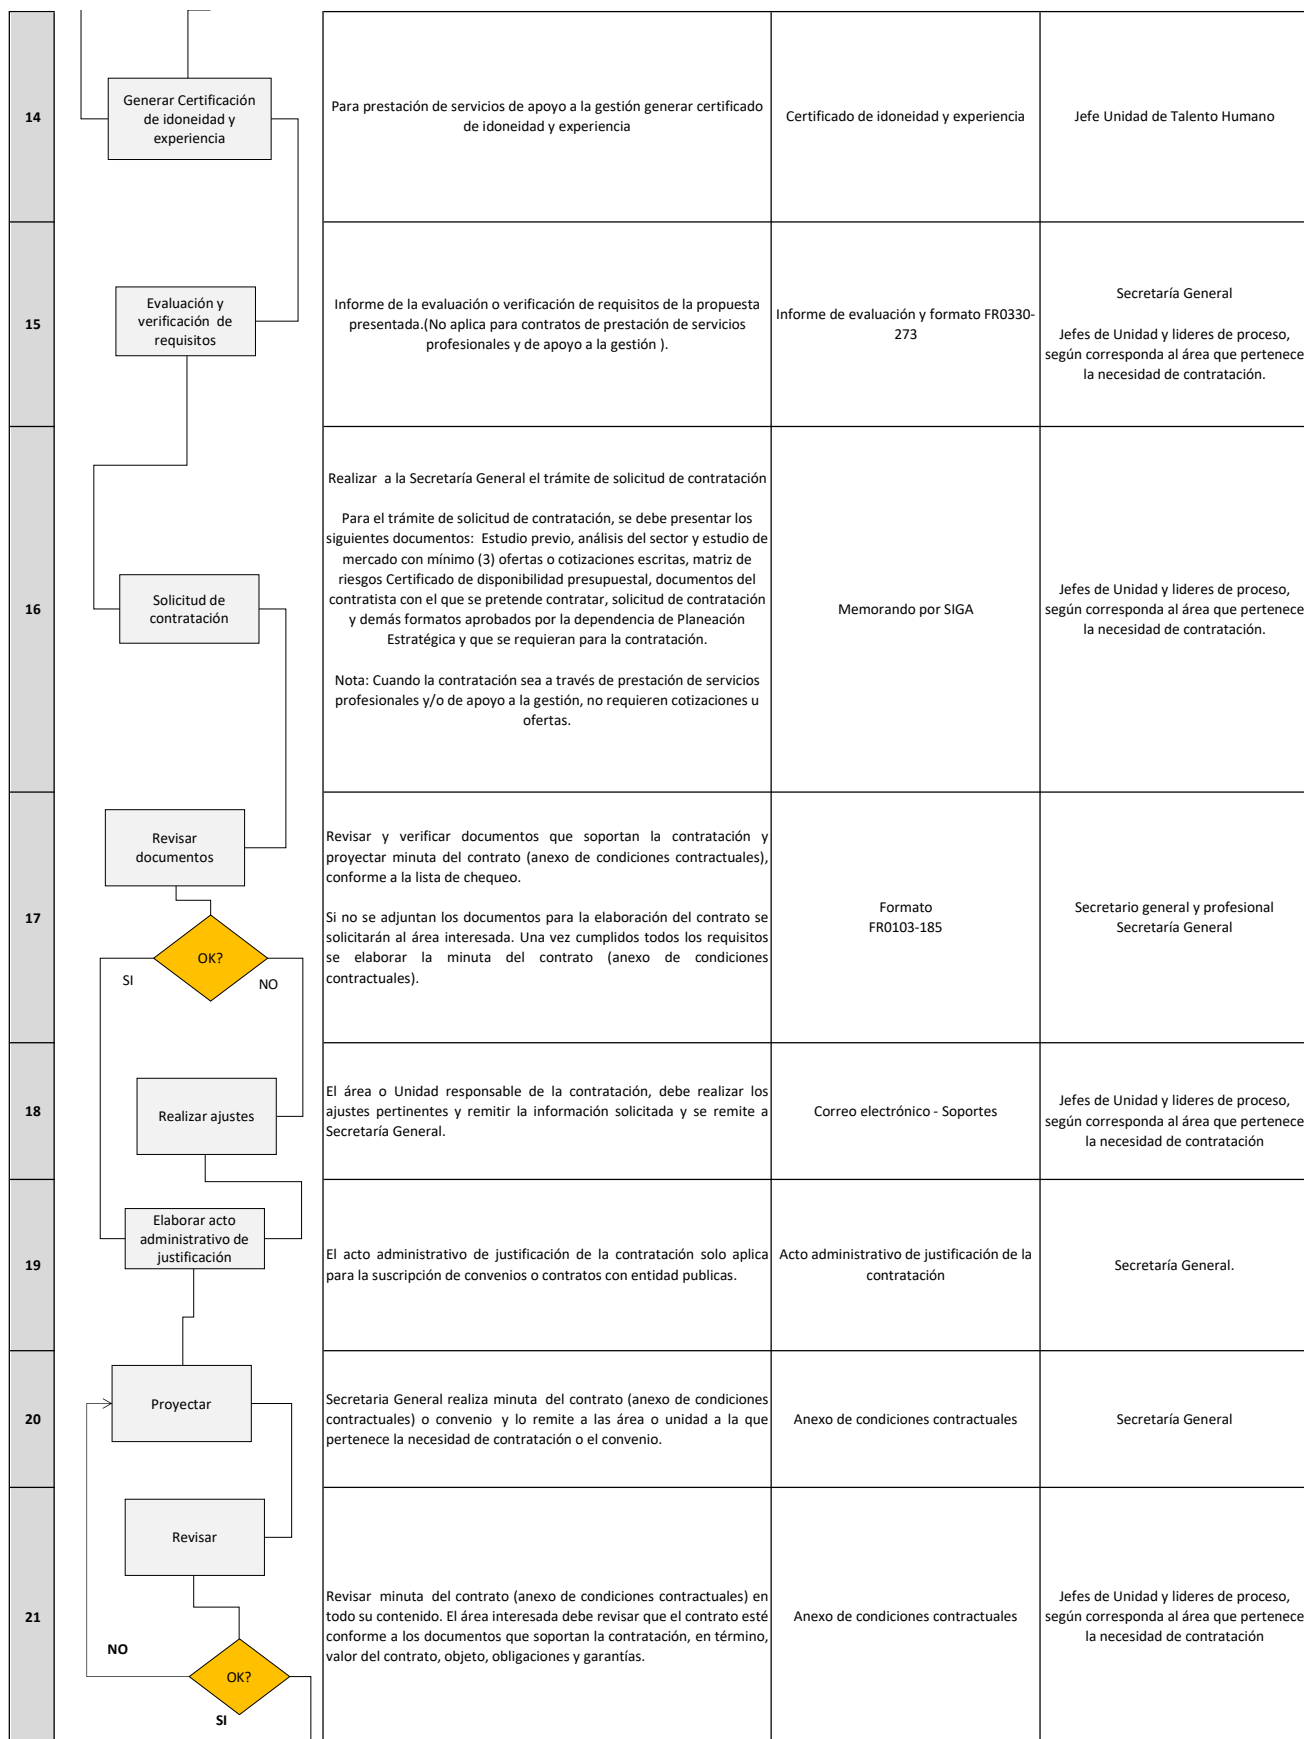 14
Generar Certificación
de idoneidad y
experiencia
Para prestación de servicios de apoyo a la gestión generar certificado
de idoneidad y experiencia
Certificado de idoneidad y experiencia
Jefe Unidad de Talento Humano
15
Evaluación y
verificación de
requisitos
Informe de la evaluación o verificación de requisitos de la propuesta
presentada.(No aplica para contratos de prestación de servicios
profesionales y de apoyo a la gestión ).
Informe de evaluación y formato FR0330-
273
Secretaría General
Jefes de Unidad y lideres de proceso,
según corresponda al área que pertenece
la necesidad de contratación.
16
Solicitud de
contratación
Realizar a la Secretaría General el trámite de solicitud de contratación
Para el trámite de solicitud de contratación, se debe presentar los
siguientes documentos: Estudio previo, análisis del sector y estudio de
mercado con mínimo (3) ofertas o cotizaciones escritas, matriz de
riesgos Certificado de disponibilidad presupuestal, documentos del
contratista con el que se pretende contratar, solicitud de contratación
y demás formatos aprobados por la dependencia de Planeación
Estratégica y que se requieran para la contratación.
Nota: Cuando la contratación sea a través de prestación de servicios
profesionales y/o de apoyo a la gestión, no requieren cotizaciones u
ofertas.
Memorando por SIGA
Jefes de Unidad y lideres de proceso,
según corresponda al área que pertenece
la necesidad de contratación.
17
Revisar
documentos
OK?
SI
NO
Revisar y verificar documentos que soportan la contratación y
proyectar minuta del contrato (anexo de condiciones contractuales),
conforme a la lista de chequeo.
Si no se adjuntan los documentos para la elaboración del contrato se
solicitarán al área interesada. Una vez cumplidos todos los requisitos
se elaborar la minuta del contrato (anexo de condiciones
contractuales).
Formato
FR0103-185
Secretario general y profesional
Secretaría General
18
Realizar ajustes
El área o Unidad responsable de la contratación, debe realizar los
ajustes pertinentes y remitir la información solicitada y se remite a
Secretaría General.
Correo electrónico - Soportes
Jefes de Unidad y lideres de proceso,
según corresponda al área que pertenece
la necesidad de contratación
19
Elaborar acto
administrativo de
justificación
El acto administrativo de justificación de la contratación solo aplica
para la suscripción de convenios o contratos con entidad publicas.
Acto administrativo de justificación de la
contratación
Secretaría General.
20
Proyectar
Secretaria General realiza minuta del contrato (anexo de condiciones
contractuales) o convenio y lo remite a las área o unidad a la que
pertenece la necesidad de contratación o el convenio.
Anexo de condiciones contractuales
Secretaría General
21
Revisar
NO
OK?
SI
Revisar minuta del contrato (anexo de condiciones contractuales) en
todo su contenido. El área interesada debe revisar que el contrato esté
conforme a los documentos que soportan la contratación, en término,
valor del contrato, objeto, obligaciones y garantías.
Anexo de condiciones contractuales
Jefes de Unidad y lideres de proceso,
según corresponda al área que pertenece
la necesidad de contratación